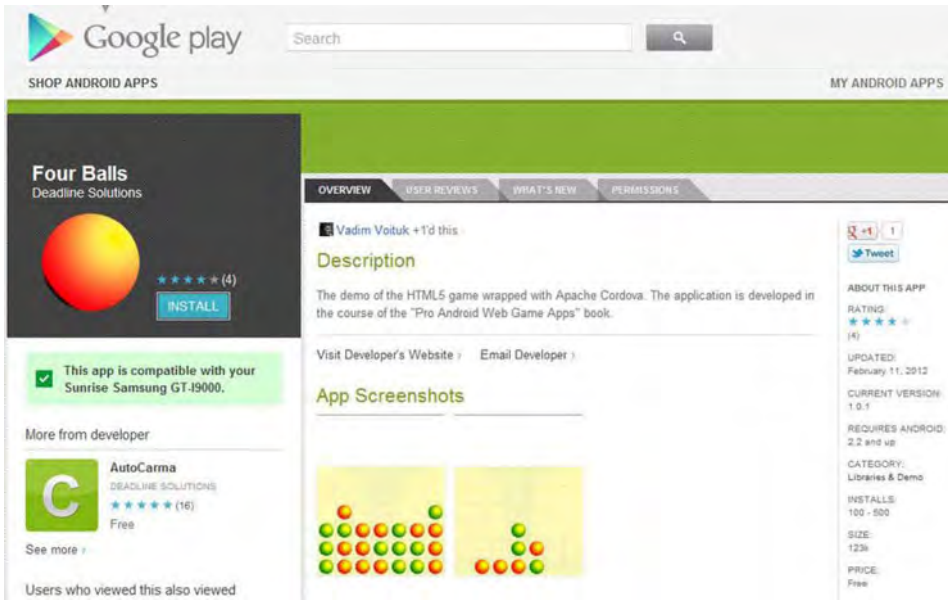 Google play
Search
SHOP ANDROID APPS
MY ANDROID APPS
Four Balls
Deadline Solutions
(4)
INSTALL
This app is compatible with your
Sunrise Samsung GT-I9000.
More from developer
C
AutoCarma
DEADLINE SOLUTIONS
(16)
Free
See more ›
Users who viewed this also viewed
OVERVIEW
USER REVIEWS
WHAT'S NEW
PERMISSIONS
Vadim Voituk +1'd this
Description
The demo of the HTML5 game wrapped with Apache Cordova. The application is developed in
the course of the "Pro Android Web Game Apps" book.
Visit Developer's Website › Email Developer ›
App Screenshots
+1 1
Tweet
ABOUT THIS APP
RATING:
(4)
UPDATED:
February 11, 2012
CURRENT VERSION:
1.0.1
REQUIRES ANDROID:
2.2 and up
CATEGORY:
Libraries & Demo
INSTALLS:
100 - 500
SIZE:
123k
PRICE:
Free